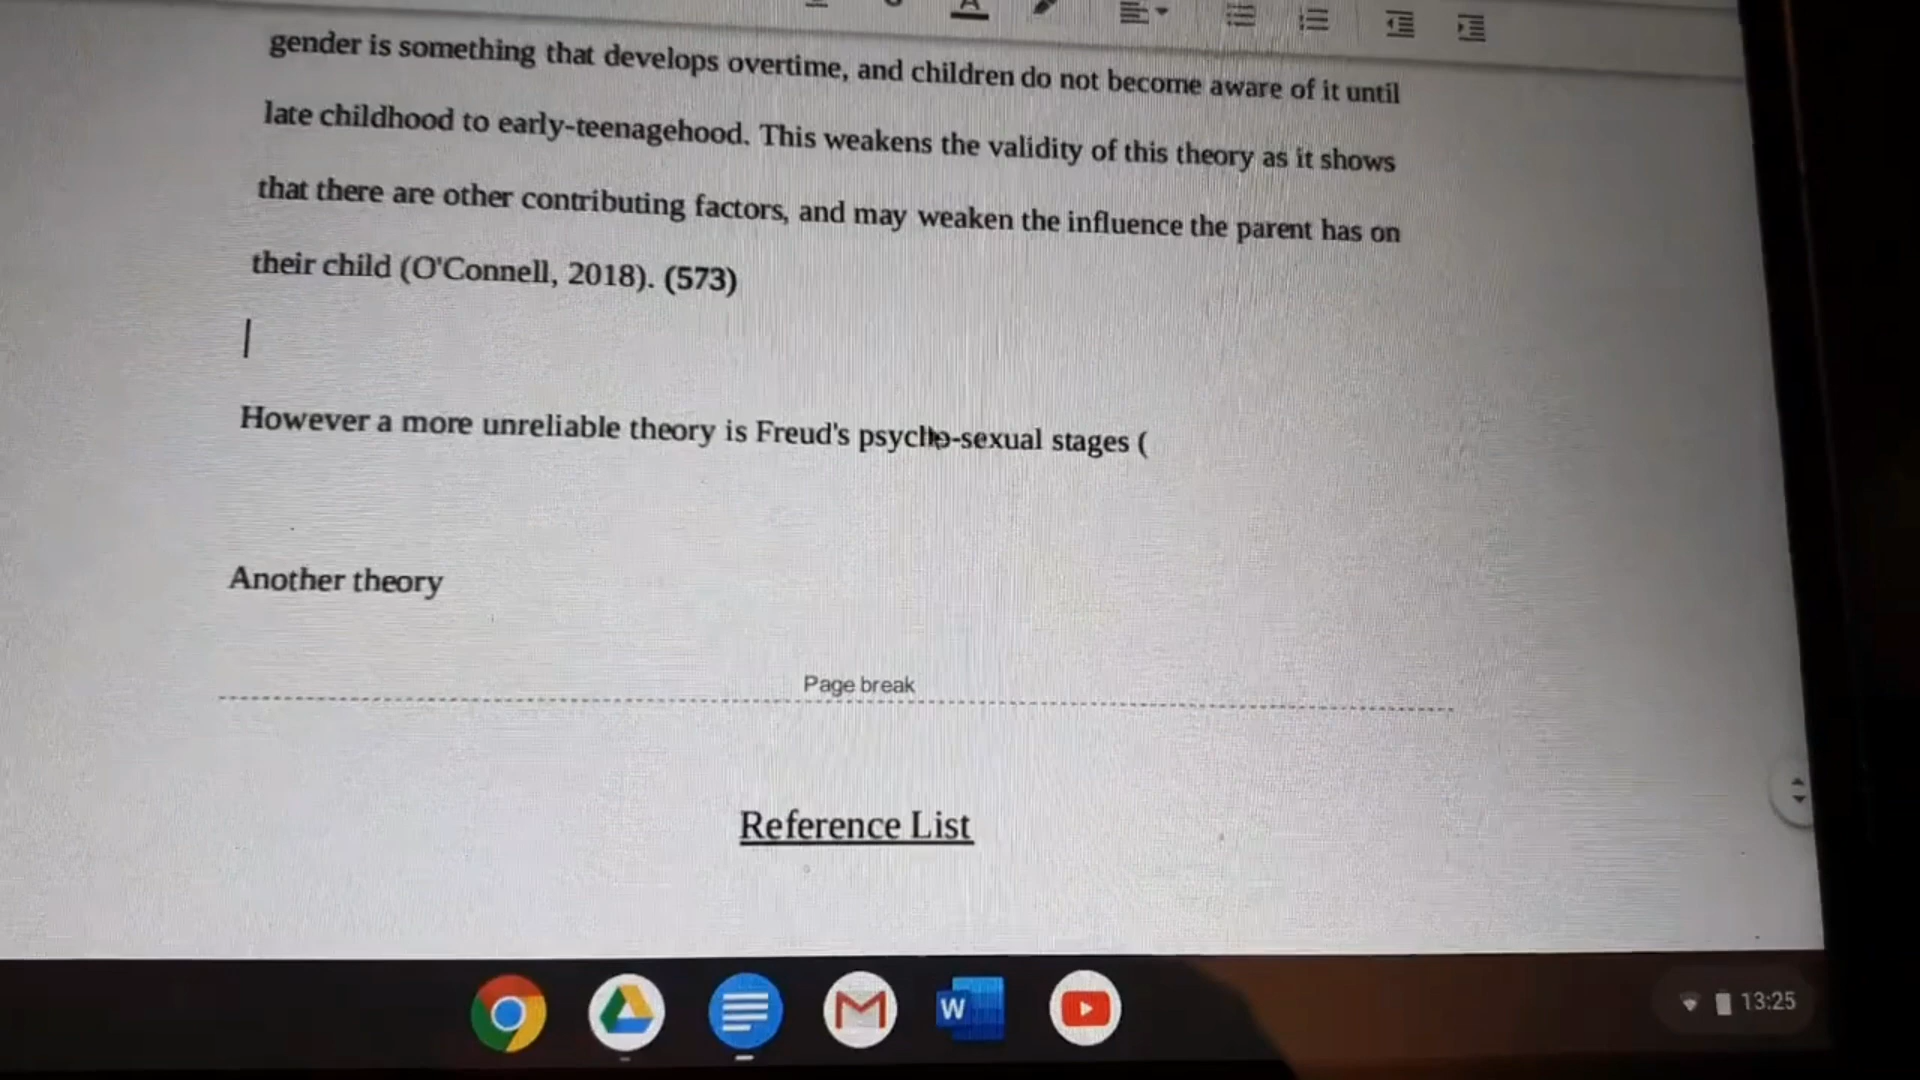 gender is something that develops overtime, and children do not become aware of it until
late childhood to early-teenagehood. This weakens the validity of this theory as it shows
that there are other contributing factors, and may weaken the influence the parent has on
their child (O'Connell, 2018). (573)
However a more unreliable theory is Freud's psycho-sexual stages (
Another theory
Page break
Reference List
W
13:25